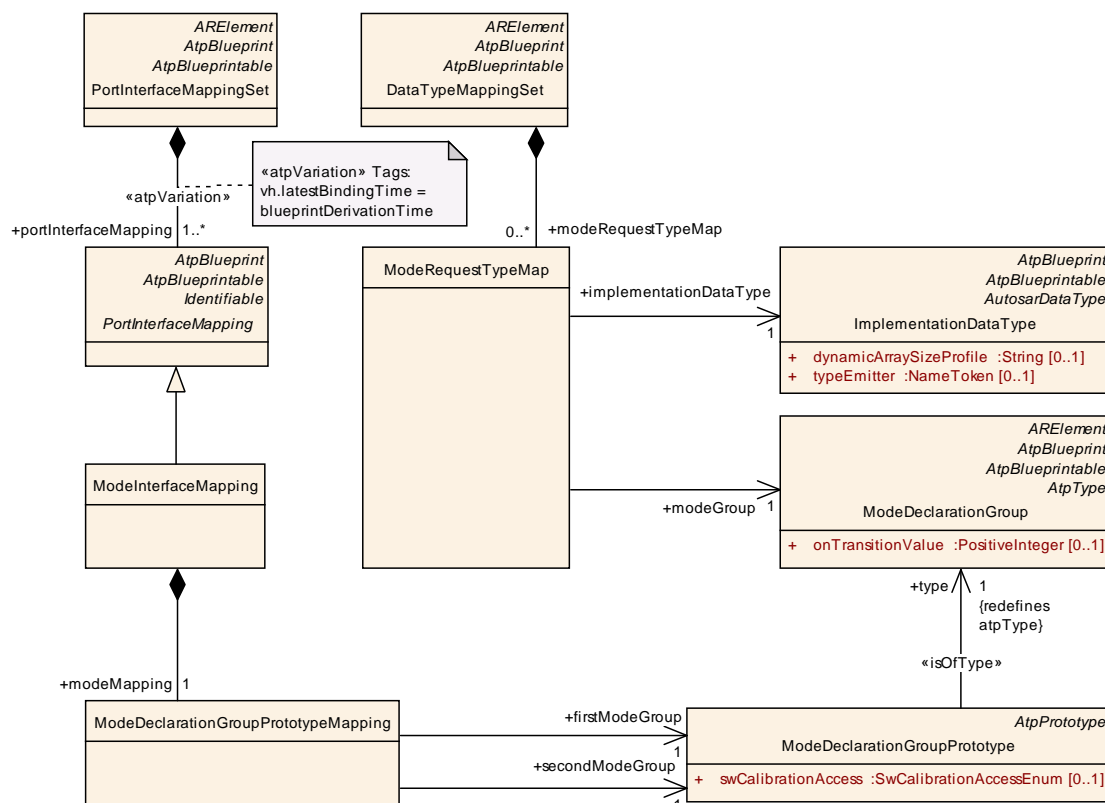 ARElement
AtpBlueprint
AtpBlueprintable
PortInterfaceMappingSet
ARElement
AtpBlueprint
AtpBlueprintable
DataTypeMappingSet
«atpVariation» Tags:
vh.latestBindingTime =
blueprintDerivationTime
«atpVariation»
+portInterfaceMapping
1..*
0..*
+modeRequestTypeMap
AtpBlueprint
AtpBlueprintable
Identifiable
PortInterfaceMapping
ModeRequestTypeMap
+implementationDataType
1
AtpBlueprint
AtpBlueprintable
AutosarDataType
ImplementationDataType
+ dynamicArraySizeProfile :String [0..1]
+ typeEmitter :NameToken [0..1]
ModeInterfaceMapping
+modeGroup
1
ARElement
AtpBlueprint
AtpBlueprintable
AtpType
ModeDeclarationGroup
+ onTransitionValue :PositiveInteger [0..1]
+type
1
{redefines
atpType}
«isOfType»
+modeMapping
1
ModeDeclarationGroupPrototypeMapping
+firstModeGroup
1
+secondModeGroup
1
AtpPrototype
ModeDeclarationGroupPrototype
+ swCalibrationAccess :SwCalibrationAccessEnum [0..1]